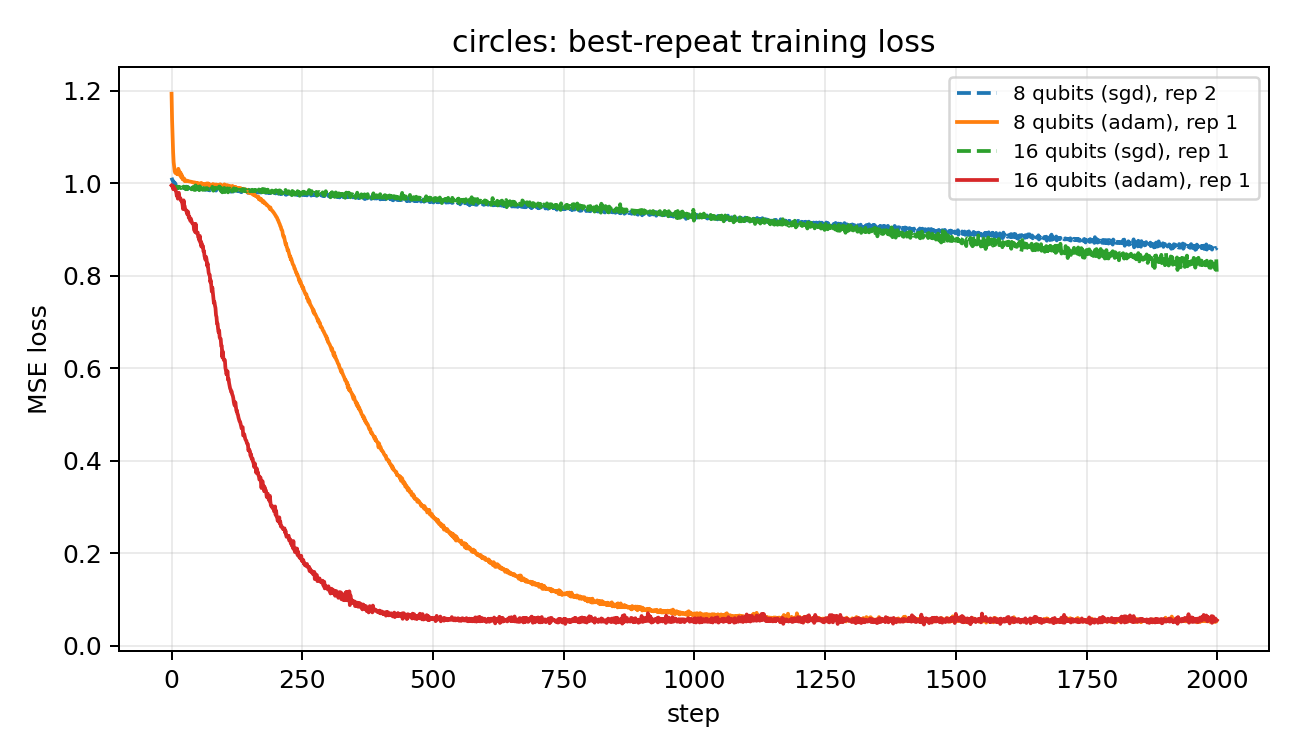 circles: best-repeat training loss
MSE loss
1.2
1.0
0.8
0.6
0.4
0.2
0.0
8 qubits (sgd), rep 2
8 qubits (adam), rep 1
16 qubits (sgd), rep 1
16 qubits (adam), rep 1
0 250 500 750 1000 1250 1500 1750 2000
step